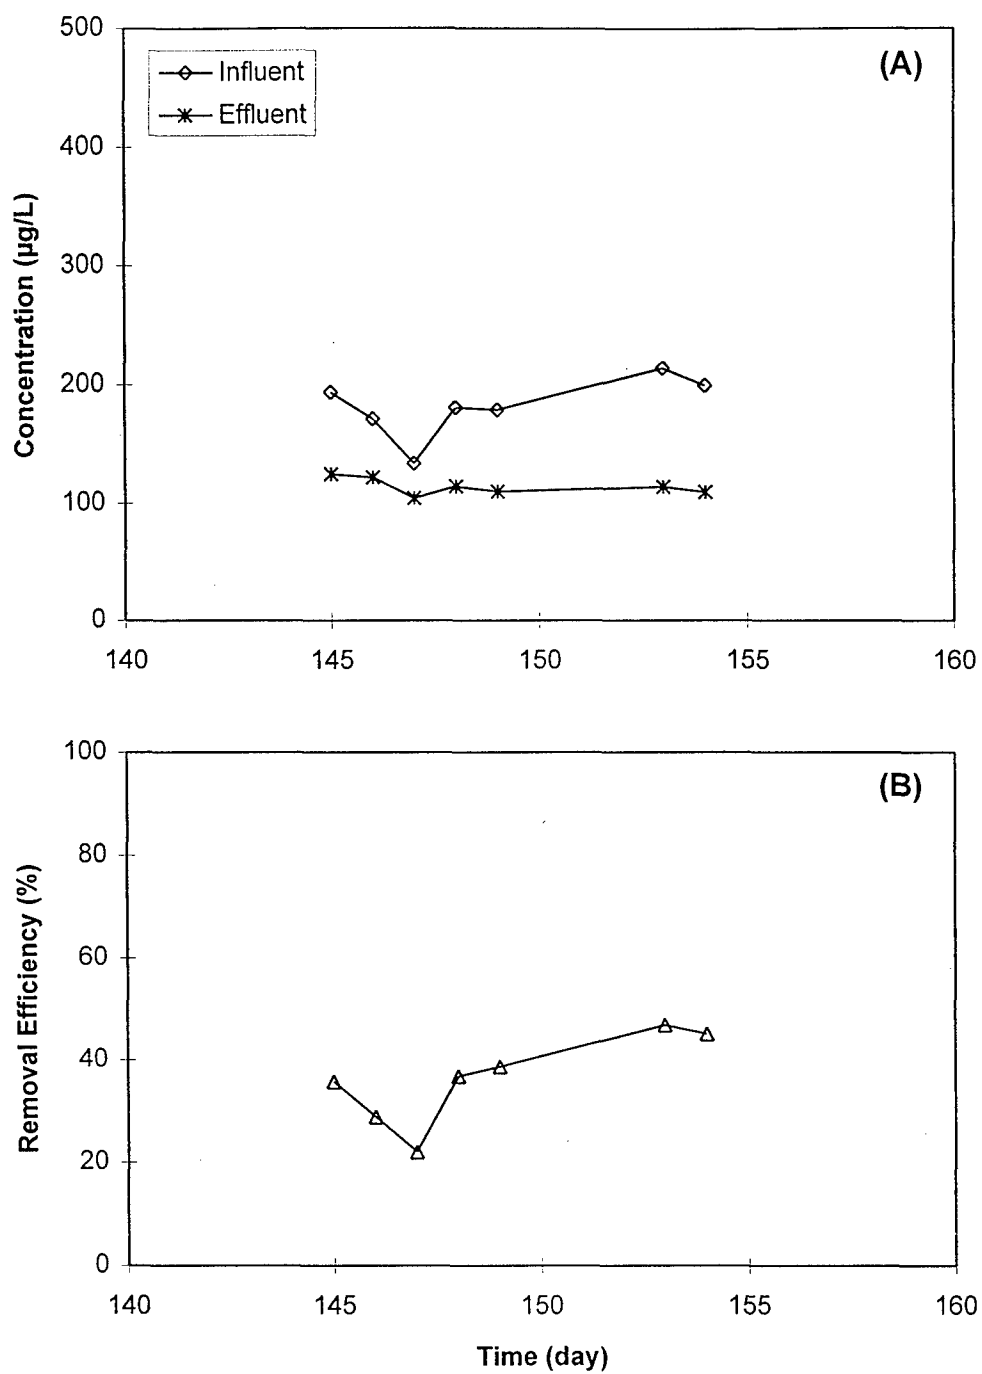 500
(A)
Influent
Effluent
400
300
200
100
0
140 145 150 155 160
Concentration (µg/L)
100
(B)
80
60
40
20
0
140 145 150 155 160
Removal Efficiency (%)
Time (day)